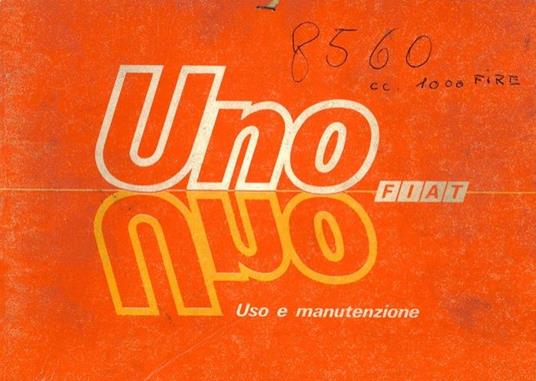 8560
cc. 1000 FIRE
Uno
FIAT
Uno
Uso e manutenzione